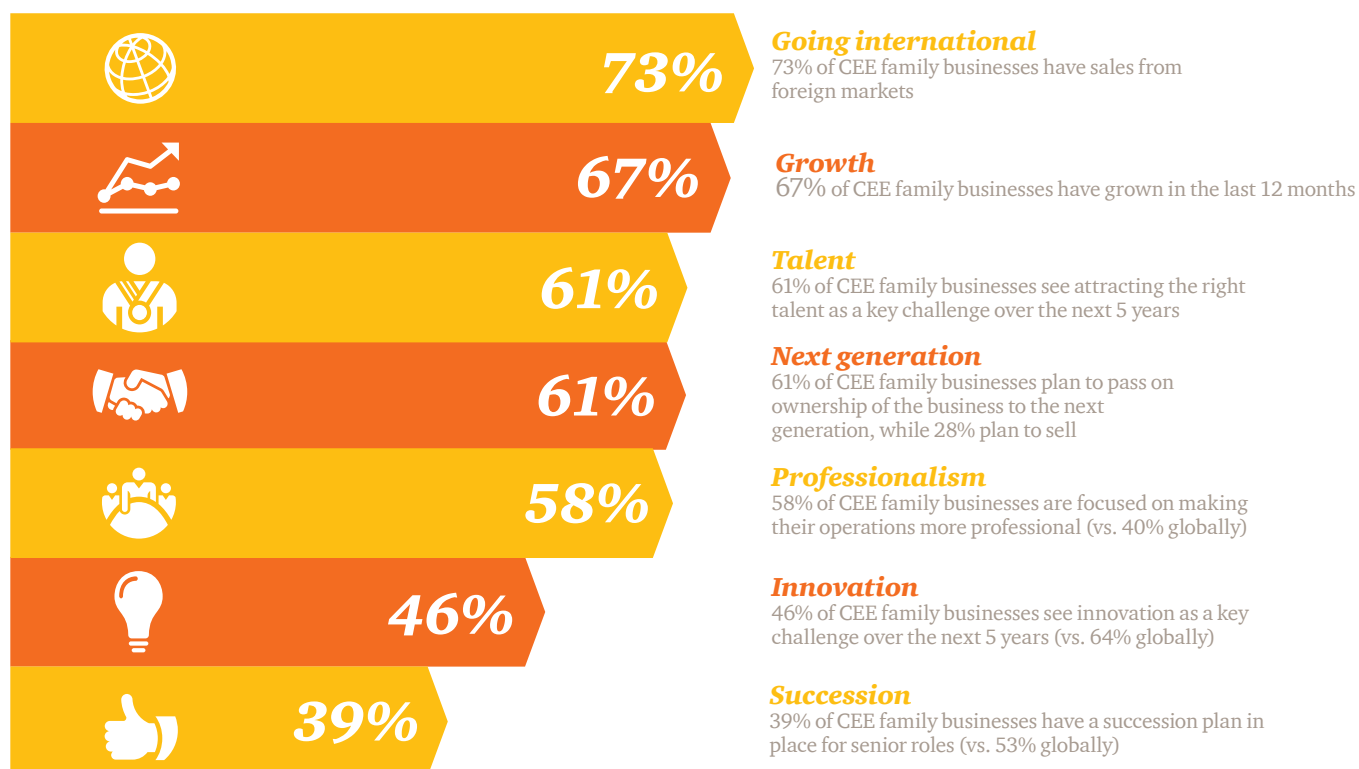 73%
Going international
73% of CEE family businesses have sales from
foreign markets
67%
Growth
67% of CEE family businesses have grown in the last 12 months
61%
Talent
61% of CEE family businesses see attracting the right
talent as a key challenge over the next 5 years
61%
Next generation
61% of CEE family businesses plan to pass on
ownership of the business to the next
generation, while 28% plan to sell
58%
Professionalism
58% of CEE family businesses are focused on making
their operations more professional (vs. 40% globally)
46%
Innovation
46% of CEE family businesses see innovation as a key
challenge over the next 5 years (vs. 64% globally)
39%
Succession
39% of CEE family businesses have a succession plan in
place for senior roles (vs. 53% globally)